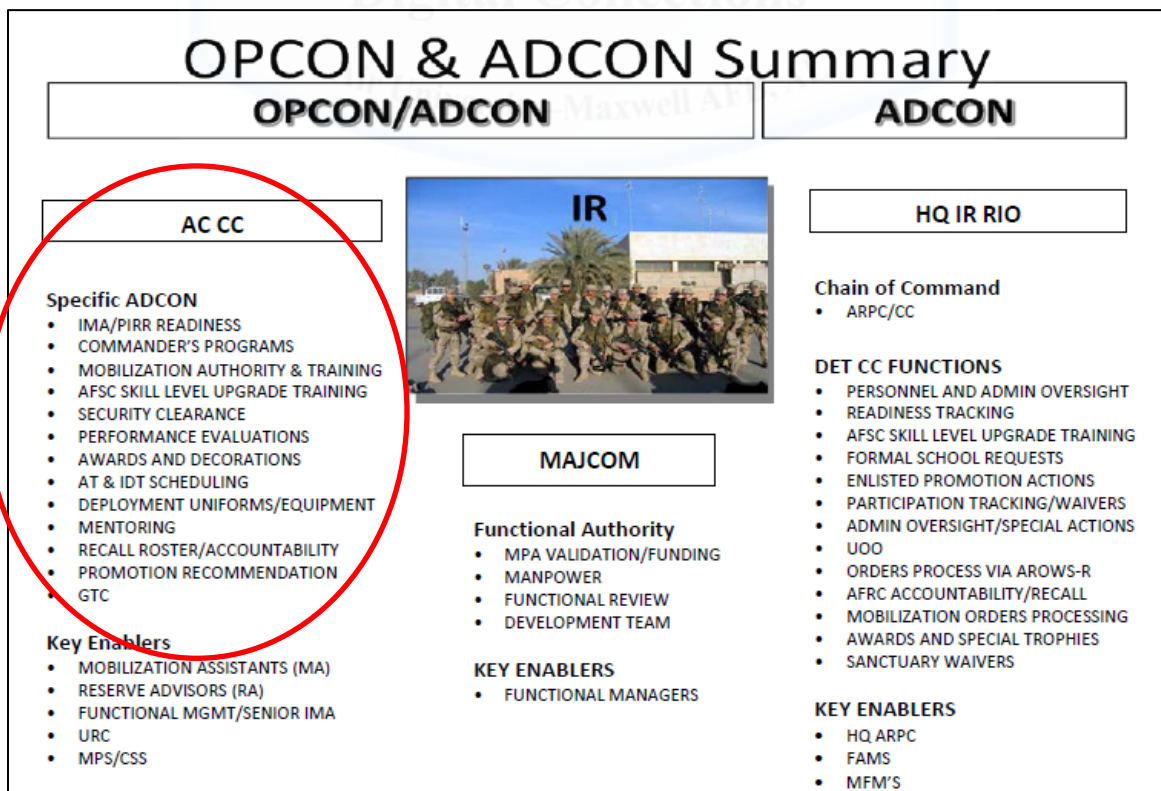 Digital Collections
OPCON & ADCON Summary
Air University–Maxwell AFB, A
OPCON/ADCON
ADCON
AC CC
Specific ADCON
• IMA/PIRR READINESS
• COMMANDER'S PROGRAMS
• MOBILIZATION AUTHORITY & TRAINING
• AFSC SKILL LEVEL UPGRADE TRAINING
• SECURITY CLEARANCE
• PERFORMANCE EVALUATIONS
• AWARDS AND DECORATIONS
• AT & IDT SCHEDULING
• DEPLOYMENT UNIFORMS/EQUIPMENT
• MENTORING
• RECALL ROSTER/ACCOUNTABILITY
• PROMOTION RECOMMENDATION
• GTC
Key Enablers
• MOBILIZATION ASSISTANTS (MA)
• RESERVE ADVISORS (RA)
• FUNCTIONAL MGMT/SENIOR IMA
• URC
• MPS/CSS
IR
MAJCOM
Functional Authority
• MPA VALIDATION/FUNDING
• MANPOWER
• FUNCTIONAL REVIEW
• DEVELOPMENT TEAM
KEY ENABLERS
• FUNCTIONAL MANAGERS
HQ IR RIO
Chain of Command
• ARPC/CC
DET CC FUNCTIONS
• PERSONNEL AND ADMIN OVERSIGHT
• READINESS TRACKING
• AFSC SKILL LEVEL UPGRADE TRAINING
• FORMAL SCHOOL REQUESTS
• ENLISTED PROMOTION ACTIONS
• PARTICIPATION TRACKING/WAIVERS
• ADMIN OVERSIGHT/SPECIAL ACTIONS
• UOO
• ORDERS PROCESS VIA AROWS-R
• AFRC ACCOUNTABILITY/RECALL
• MOBILIZATION ORDERS PROCESSING
• AWARDS AND SPECIAL TROPHIES
• SANCTUARY WAIVERS
KEY ENABLERS
• HQ ARPC
• FAMS
• MFM'S